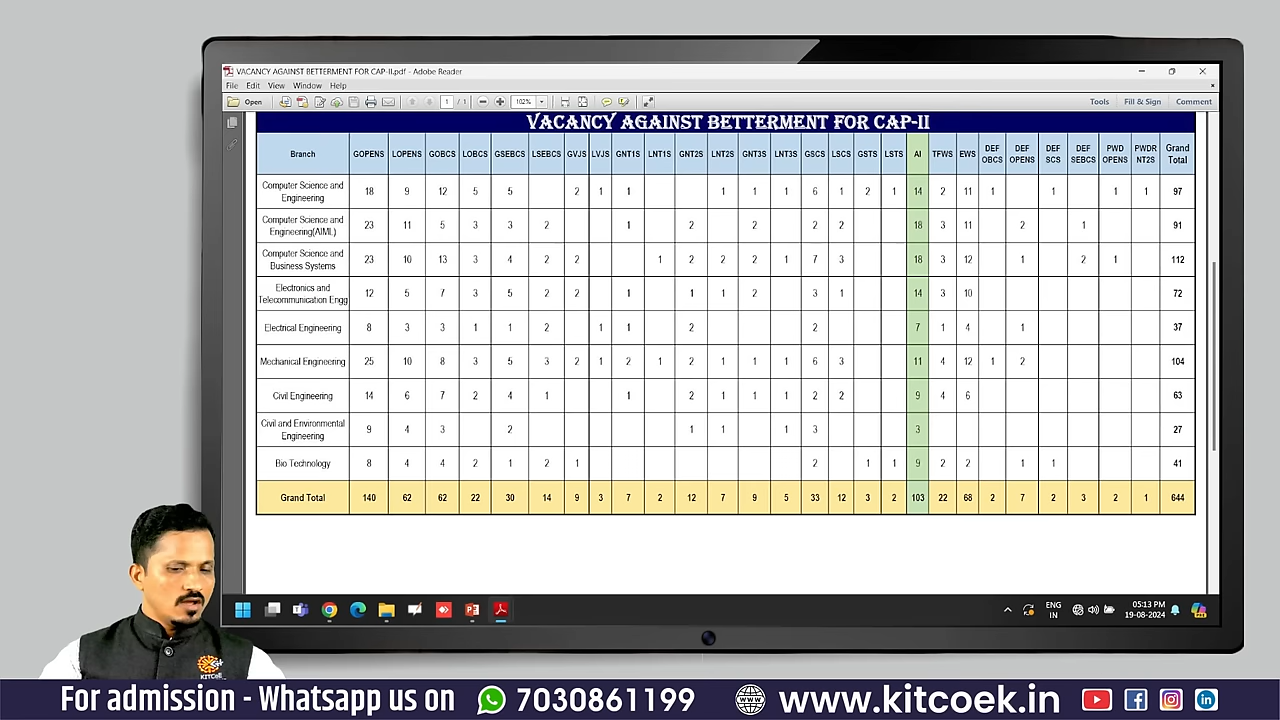 VACANCY AGAINST BETTERMENT FOR CAP-II.pdf - Adobe Reader
File Edit View Window Help
Open 1 / 1 102% Tools Fill & Sign Comment
VACANCY AGAINST BETTERMENT FOR CAP-II
Branch GOPENS LOPENS GOBCS LOBCS GSEBCS LSEBCS GVJS LVJS GNT1S LNT1S GNT2S LNT2S GNT3S LNT3S GSCS LSCS GSTS LSTS AI TFWS EWS DEF OBCS DEF OPENS DEF SCS DEF SEBCS PWD OPENS PWDR NT2S Grand Total
Computer Science and Engineering 18 9 12 5 5 2 1 1 1 1 1 6 1 2 1 14 2 11 1 1 1 1 97
Computer Science and Engineering(AIML) 23 11 5 3 3 2 1 2 2 2 2 18 3 11 2 1 91
Computer Science and Business Systems 23 10 13 3 4 2 2 1 2 2 2 1 7 3 18 3 12 1 2 1 112
Electronics and Telecommunication Engg 12 5 7 3 5 2 2 1 1 1 2 3 1 14 3 10 72
Electrical Engineering 8 3 3 1 1 2 1 1 2 2 7 1 4 1 37
Mechanical Engineering 25 10 8 3 5 3 2 1 2 1 2 1 1 1 6 3 11 4 12 1 2 104
Civil Engineering 14 6 7 2 4 1 1 2 1 1 1 2 2 9 4 6 63
Civil and Environmental Engineering 9 4 3 2 1 1 1 3 3 27
Bio Technology 8 4 4 2 1 2 1 2 1 1 9 2 2 1 1 41
Grand Total 140 62 62 22 30 14 9 3 7 2 12 7 9 5 33 12 3 2 103 22 68 2 7 2 3 2 1 644
ENG
IN
05:13 PM
19-08-2024
KITCoeK
For admission - Whatsapp us on 7030861199 www.kitcoek.in